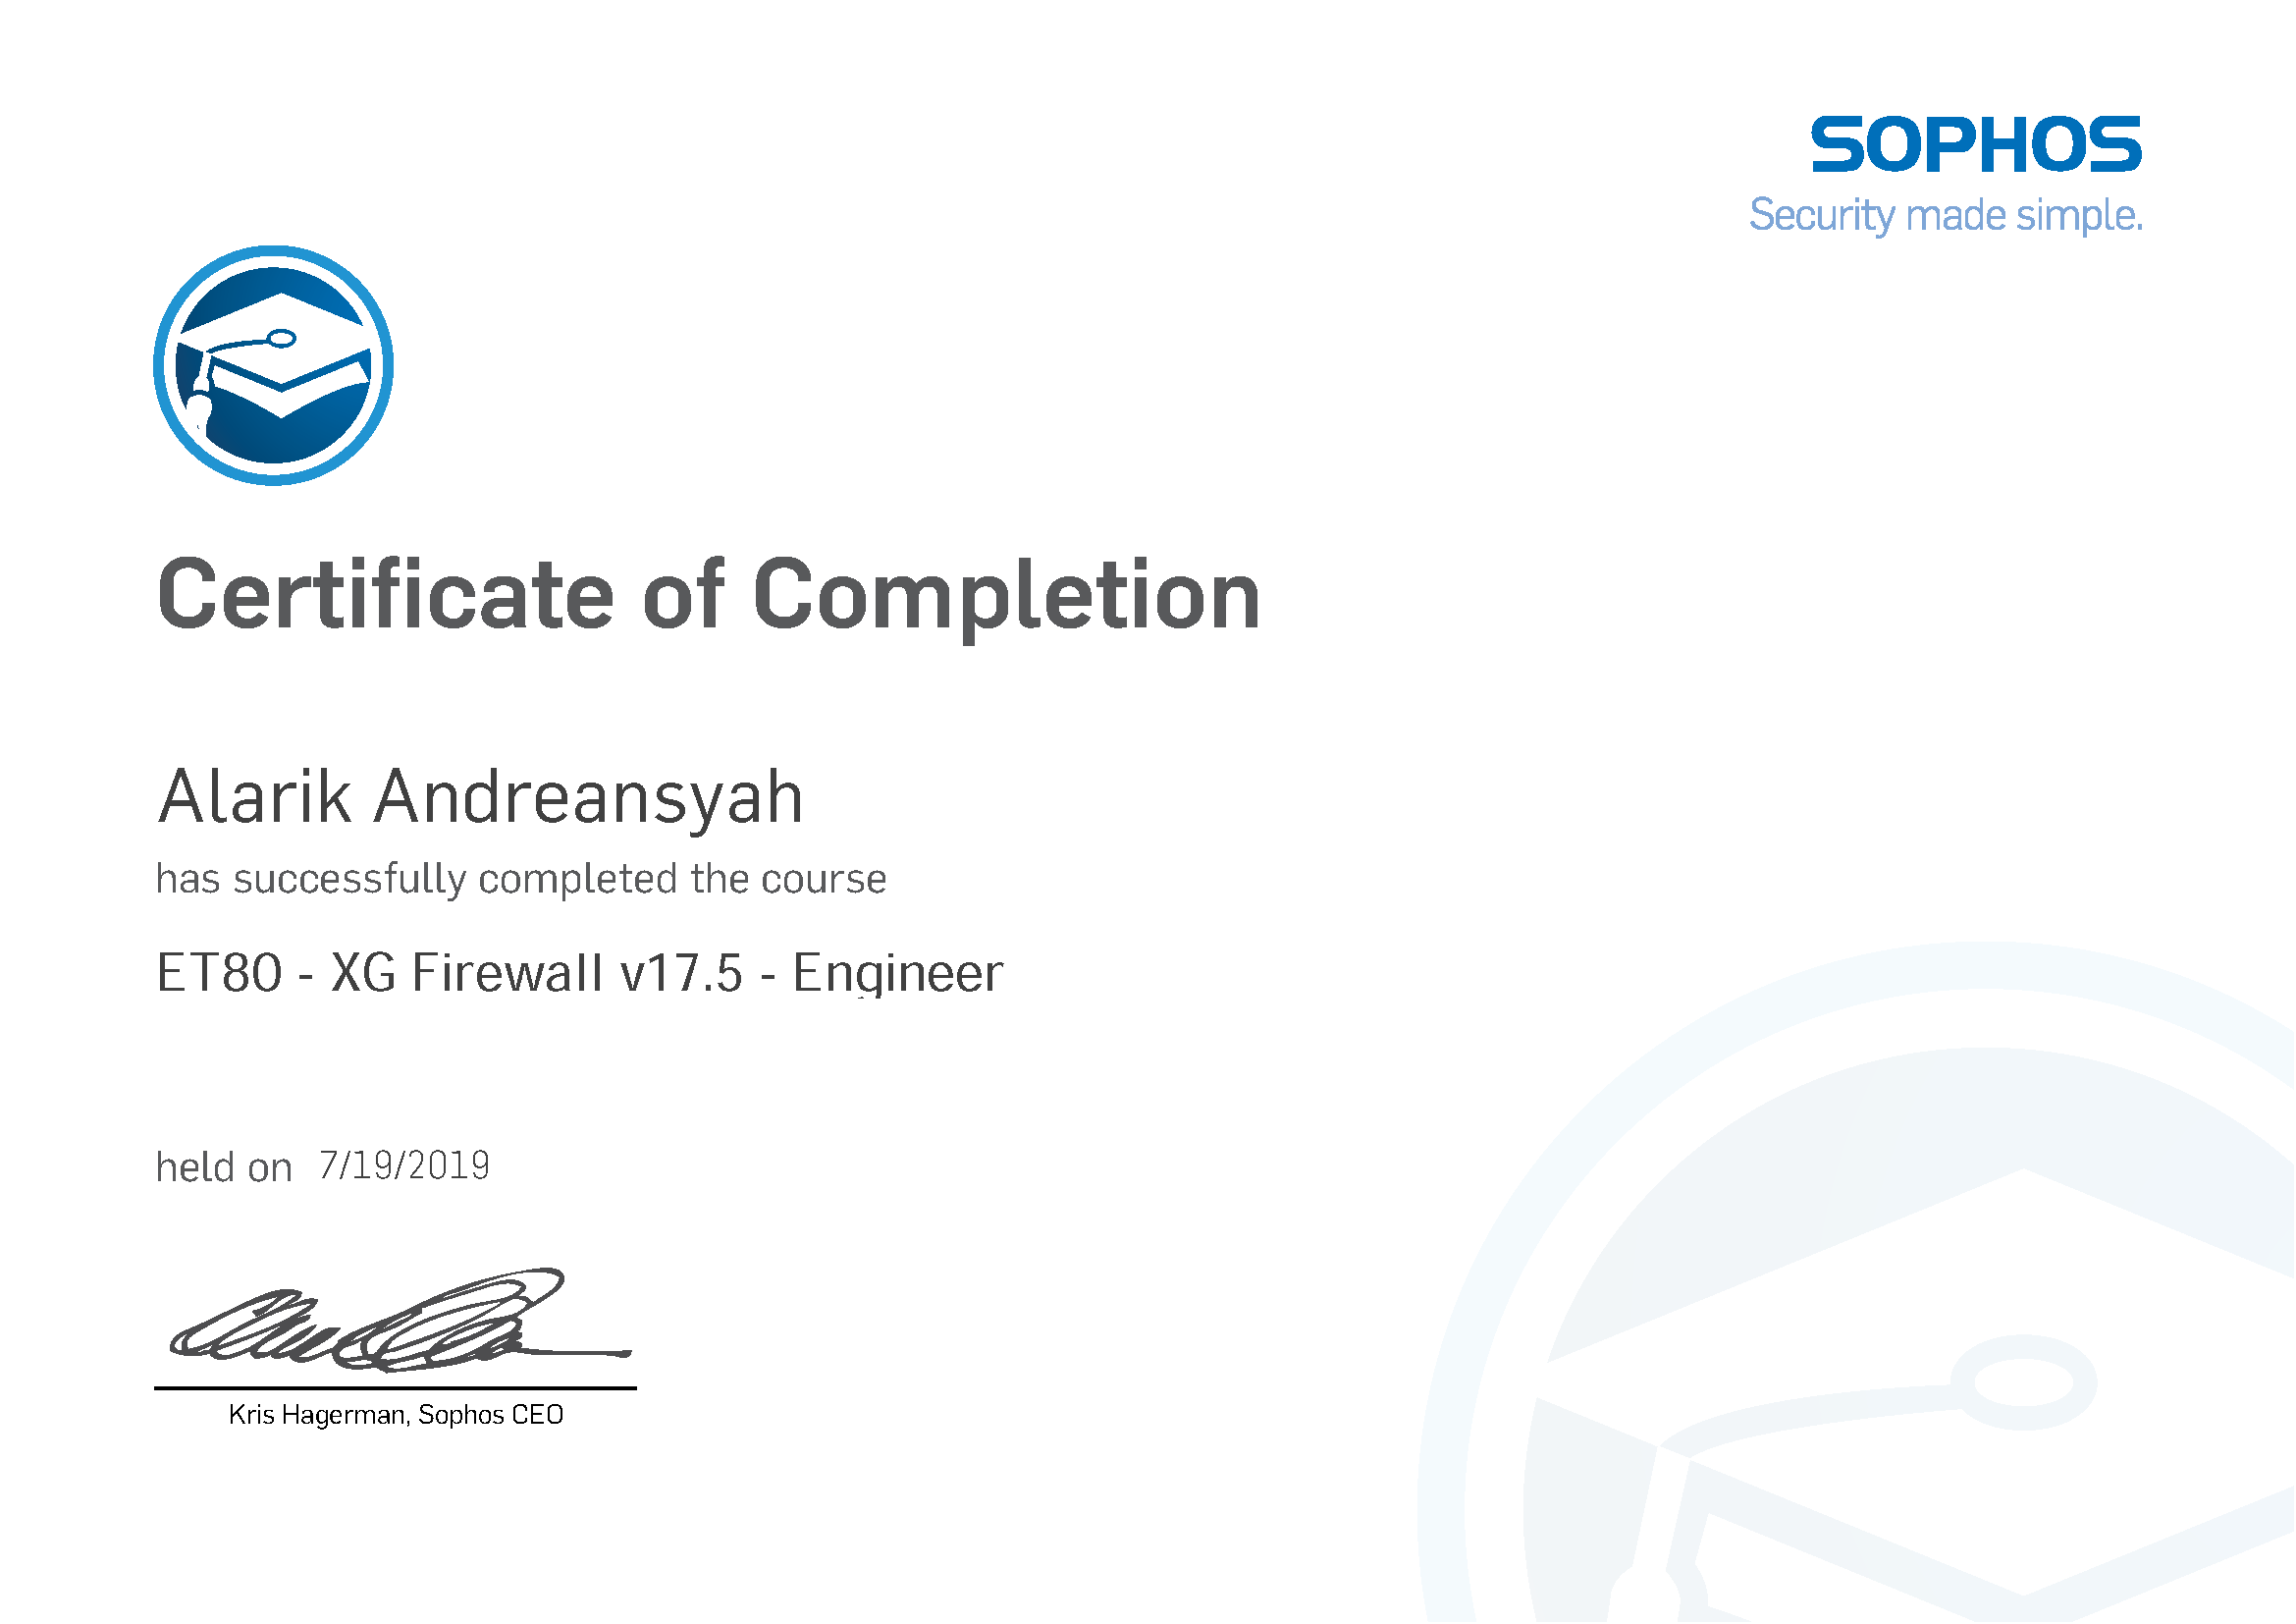 SOPHOS
Security made simple.
Certificate of Completion
Alarik Andreansyah
has successfully completed the course
ET80 - XG Firewall v17.5 - Engineer
held on 7/19/2019
Kris Hagerman, Sophos CEO